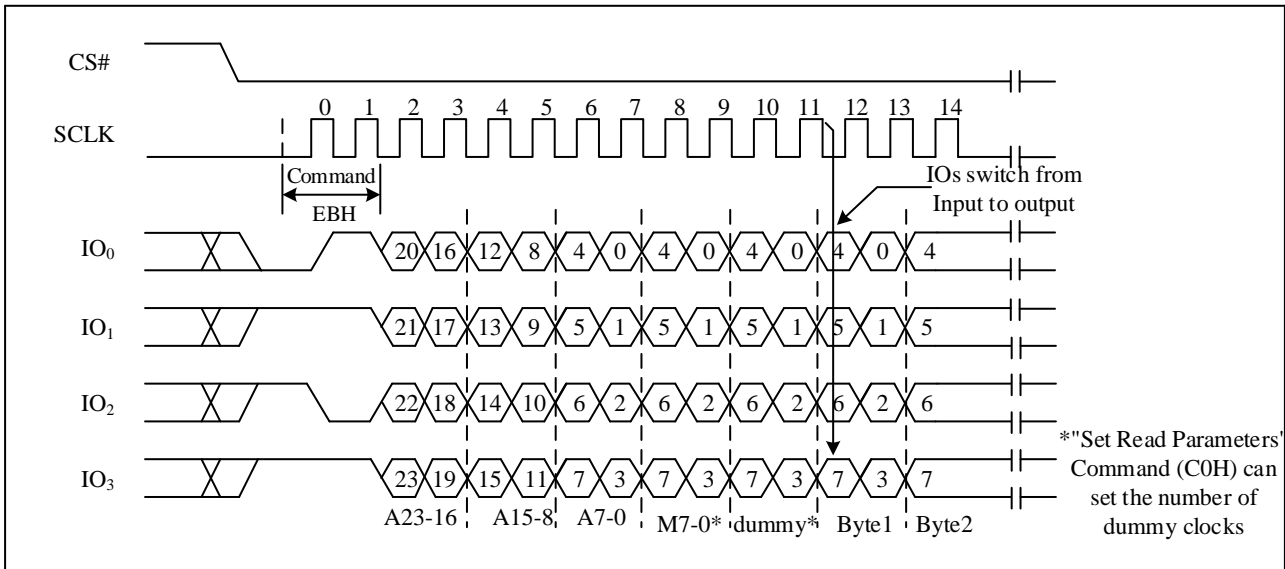 CS#
0 1 2 3 4 5 6 7 8 9 10 11 12 13 14
SCLK
Command
EBH
IOs switch from
Input to output
IO₀ 20 16 12 8 4 0 4 0 4 0 4 0 4
IO₁ 21 17 13 9 5 1 5 1 5 1 5 1 5
IO₂ 22 18 14 10 6 2 6 2 6 2 6 2 6
IO₃ 23 19 15 11 7 3 7 3 7 3 7 3 7
A23-16 A15-8 A7-0 M7-0* dummy* Byte1 Byte2
*"Set Read Parameters"
Command (C0H) can
set the number of
dummy clocks